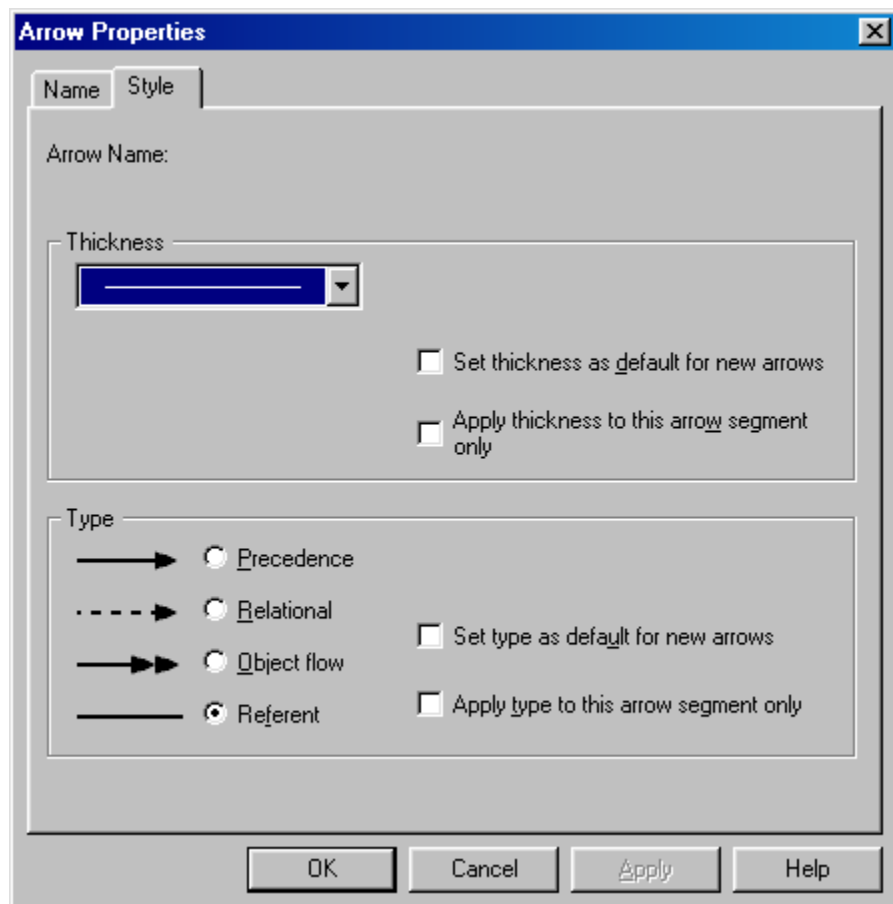 Arrow Properties
Name
Style
Arrow Name:
Thickness
Set thickness as default for new arrows
Apply thickness to this arrow segment
only
Type
Precedence
Relational
Object flow
Referent
Set type as default for new arrows
Apply type to this arrow segment only
OK
Cancel
Apply
Help